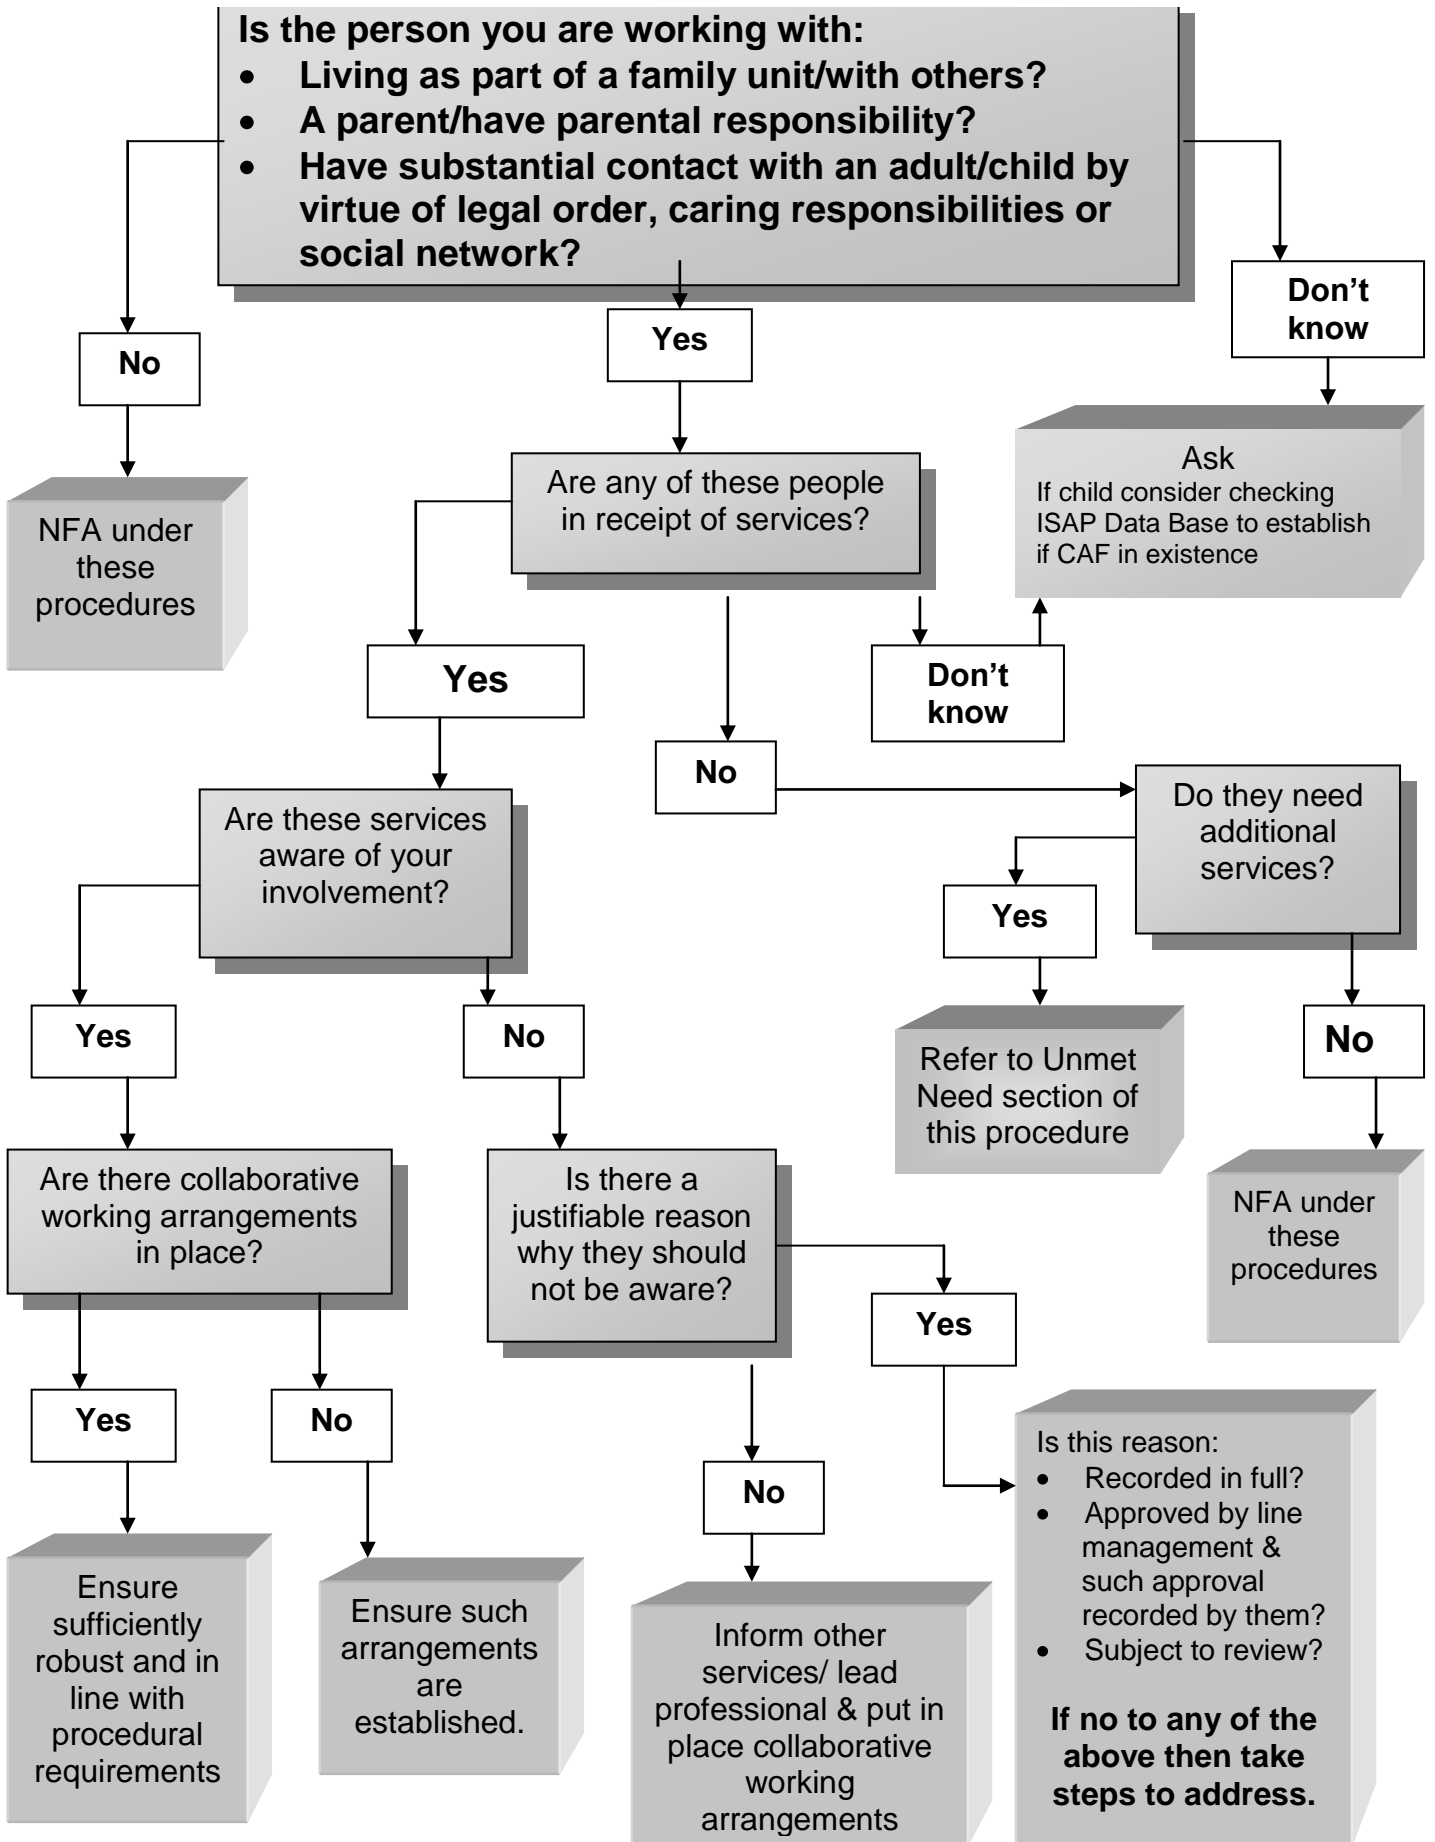 Is the person you are working with:
• Living as part of a family unit/with others?
• A parent/have parental responsibility?
• Have substantial contact with an adult/child by
virtue of legal order, caring responsibilities or
social network?
No
Yes
Don't
know
NFA under
these
procedures
Are any of these people
in receipt of services?
Ask
If child consider checking
ISAP Data Base to establish
if CAF in existence
Yes
No
Don't
know
Are these services
aware of your
involvement?
Do they need
additional
services?
Yes
No
Yes
No
Refer to Unmet
Need section of
this procedure
NFA under
these
procedures
Are there collaborative
working arrangements
in place?
Is there a
justifiable reason
why they should
not be aware?
Yes
No
No
Yes
Ensure
sufficiently
robust and in
line with
procedural
requirements
Ensure such
arrangements
are
established.
Inform other
services/ lead
professional & put in
place collaborative
working
arrangements
Is this reason:
• Recorded in full?
• Approved by line
management &
such approval
recorded by them?
• Subject to review?
If no to any of the
above then take
steps to address.